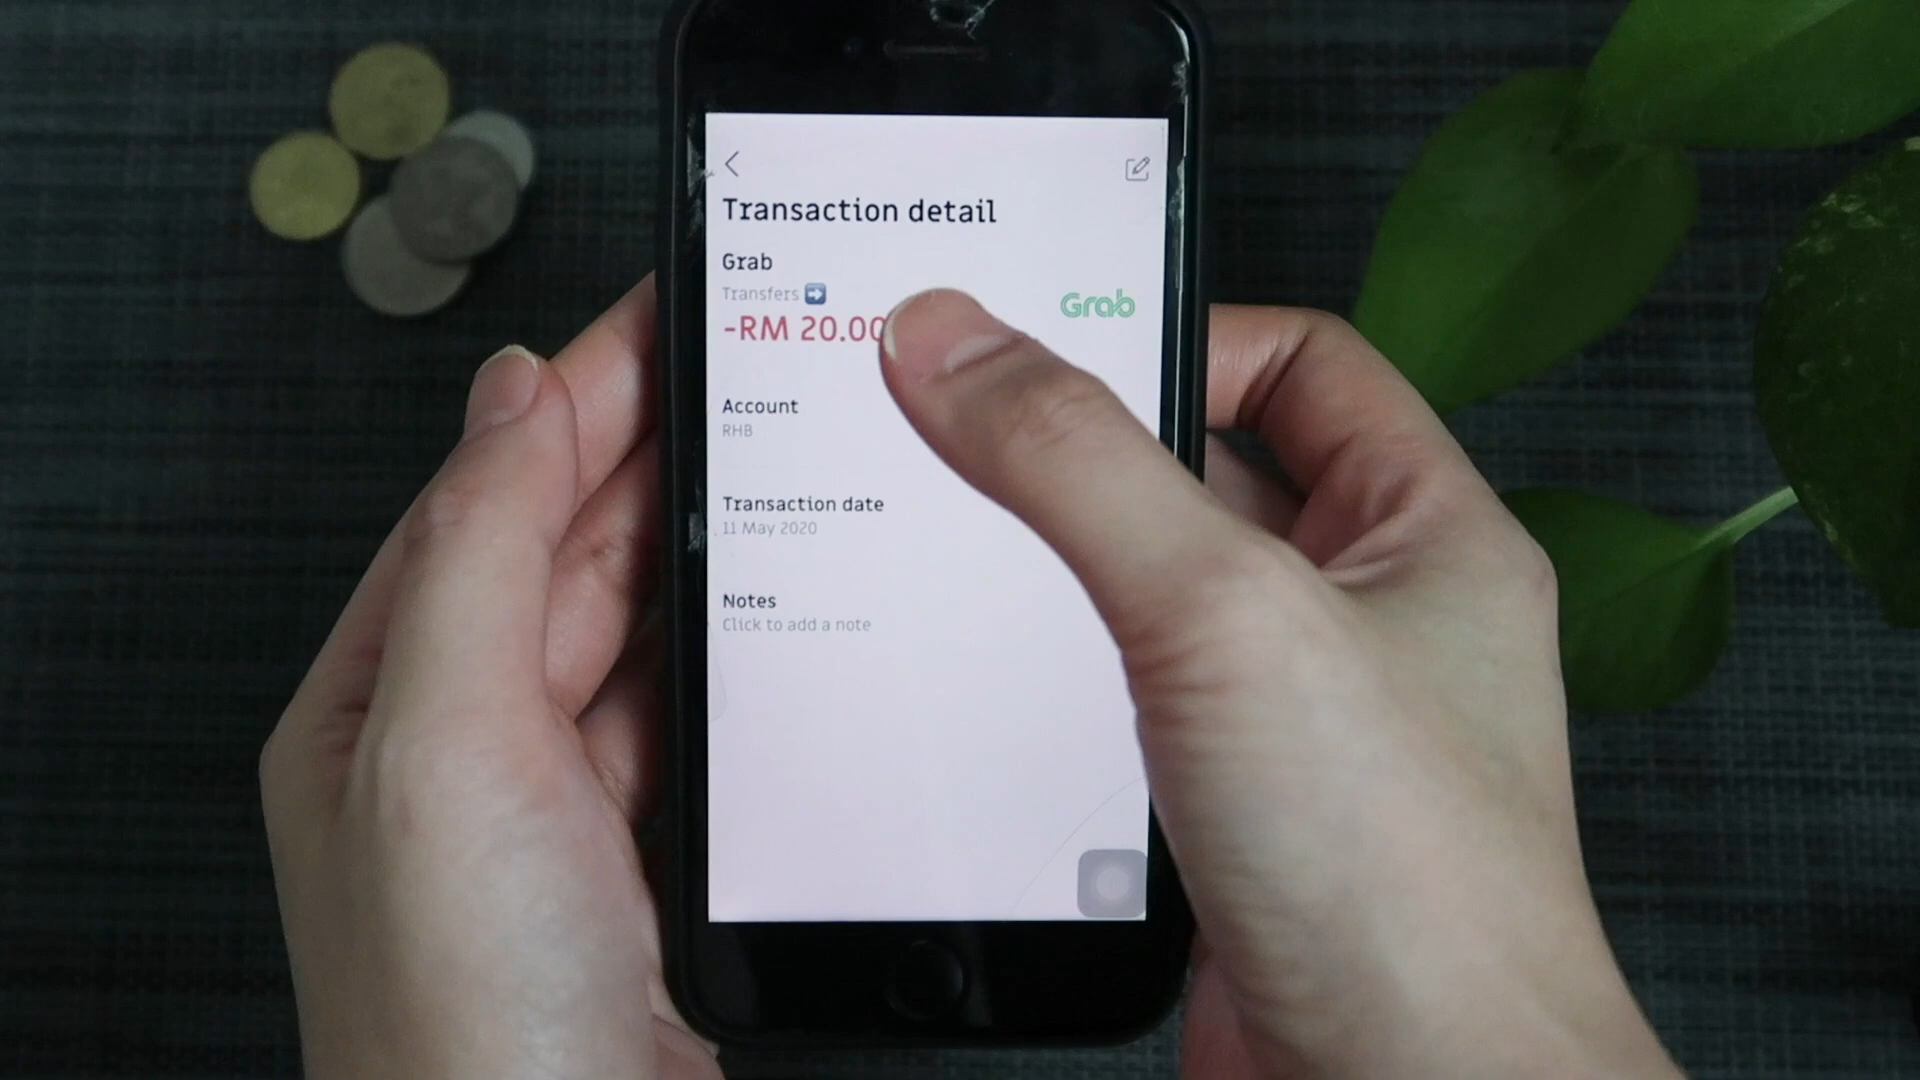 Transaction detail
Grab
Transfers
Grab
-RM 20.00
Account
RHB
Transaction date
11 May 2020
Notes
Click to add a note